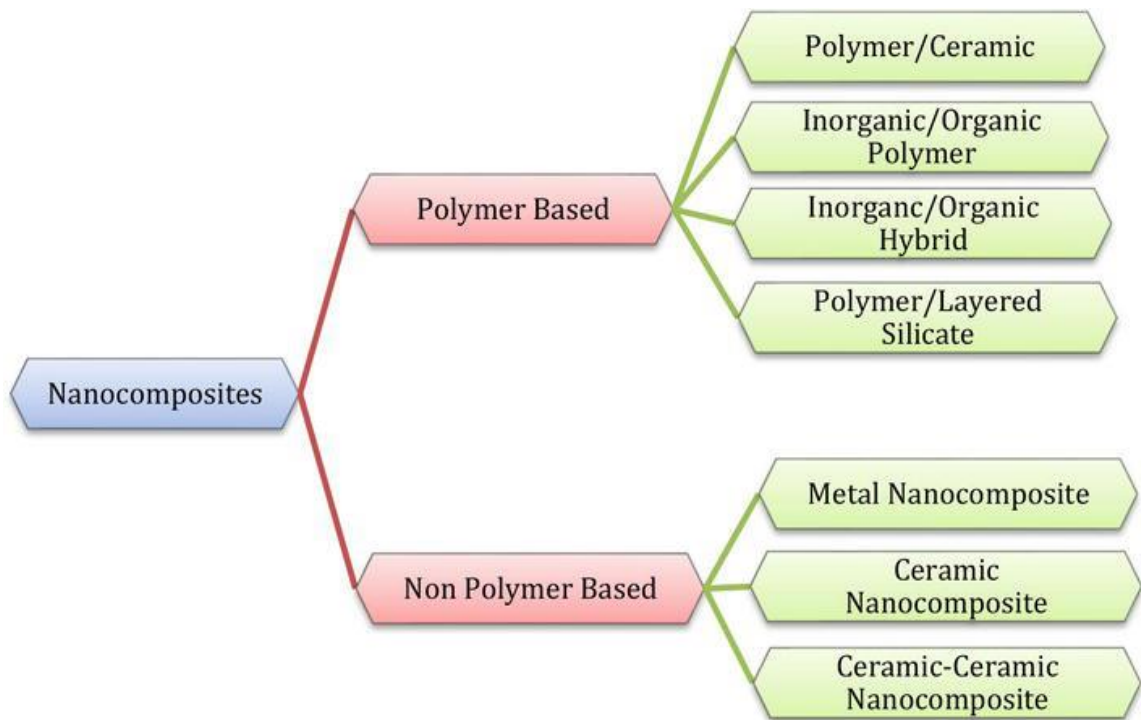 Polymer/Ceramic
Inorganic/Organic
Polymer
Polymer Based
Inorganc/Organic
Hybrid
Polymer/Layered
Silicate
Nanocomposites
Metal Nanocomposite
Non Polymer Based
Ceramic
Nanocomposite
Ceramic-Ceramic
Nanocomposite